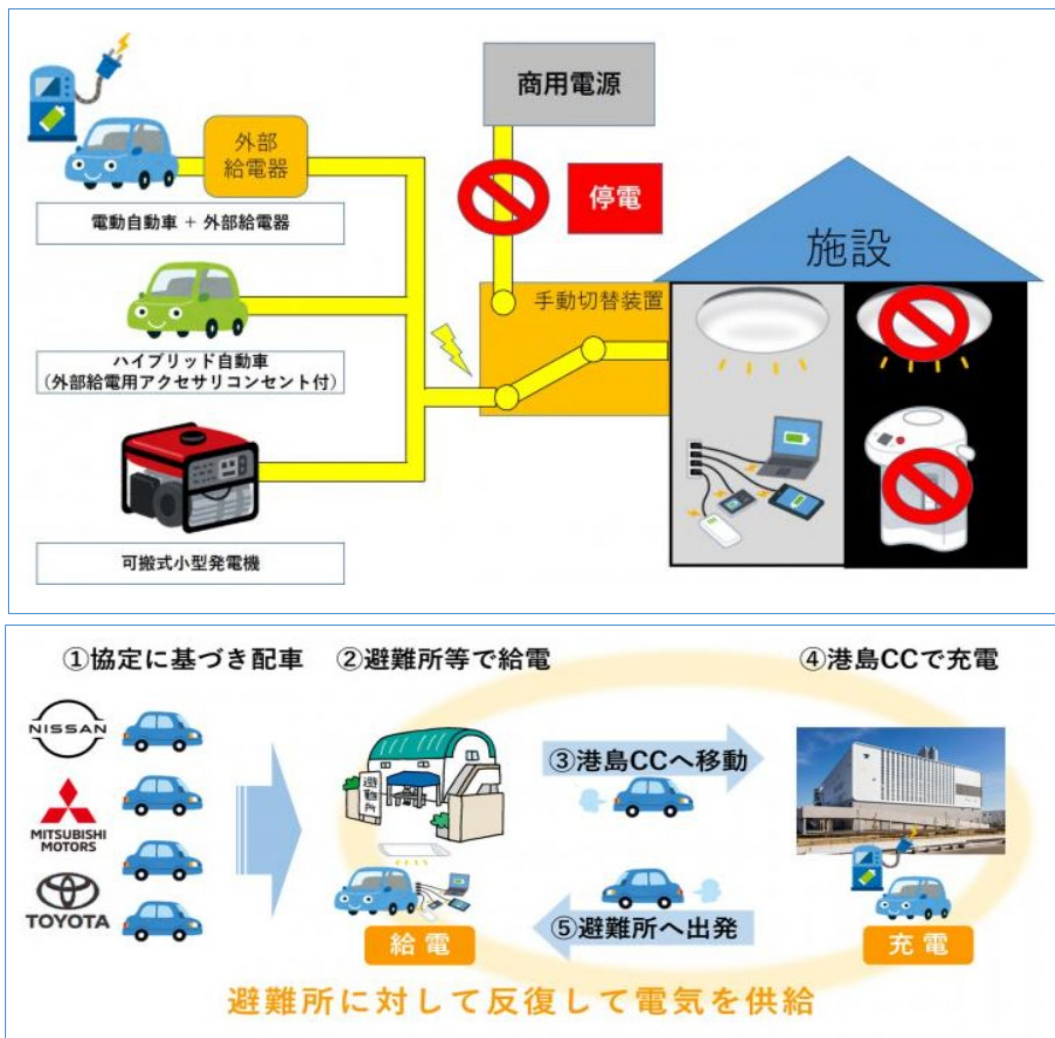 商用電源
外部
給電器
停電
電動自動車 + 外部給電器
施設
手動切替装置
ハイブリッド自動車
(外部給電用アクセサリコンセント付)
可搬式小型発電機
①協定に基づき配車
②避難所等で給電
④港島CCで充電
NISSAN
③港島CCへ移動
避難所
MITSUBISHI
MOTORS
TOYOTA
⑤避難所へ出発
給電
充電
避難所に対して反復して電気を供給